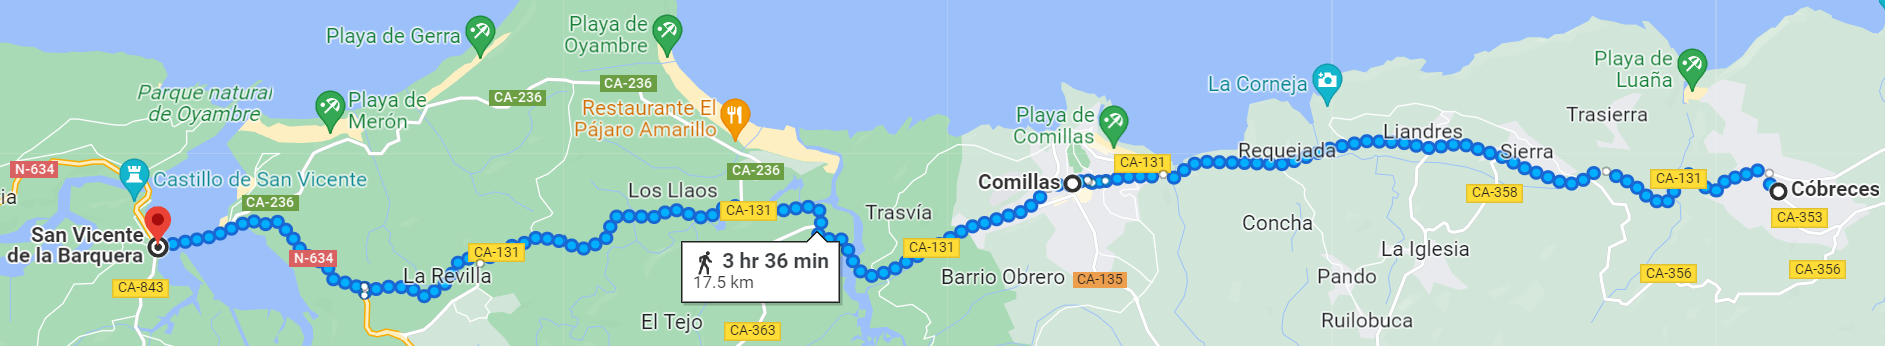 Playa de Gerra
Playa de
Oyambre
CA-236
CA-236
Parque natural
de Oyambre
Playa de
Merón
Restaurante El
Pájaro Amarillo
Playa de
Comillas
La Corneja
Playa de
Luaña
Trasierra
N-634
ia
Castillo de San Vicente
CA-236
Los Llaos
CA-236
CA-131
Trasvía
Comillas
CA-131
Requejada
Liandres
Sierra
CA-358
CA-131
Cóbreces
CA-353
San Vicente
de la Barquera
CA-843
N-634
La Revilla
CA-131
3 hr 36 min
17.5 km
CA-131
Barrio Obrero
CA-135
Concha
La Iglesia
Pando
CA-356
CA-356
El Tejo
CA-363
Ruilobuca